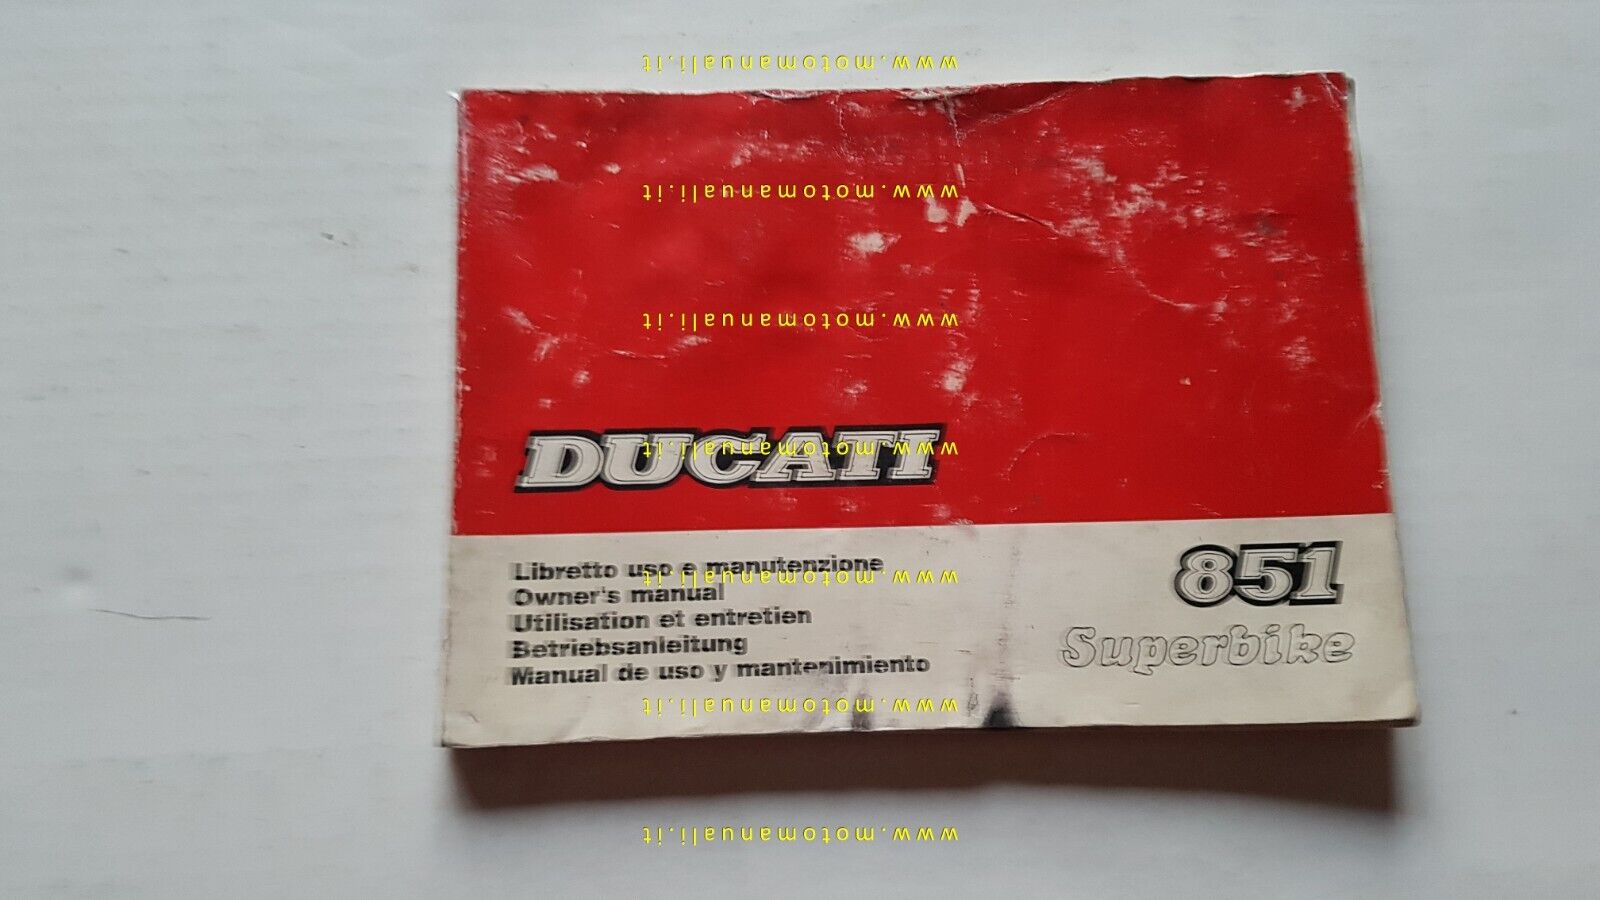 www.motomanuali.it
www.motomanuali.it
www.motomanuali.it
DUCATI
www.motomanuali.it
Libretto uso e manutenzione
www.motomanuali.it
Owner's manual
Utilisation et entretien
Betriebsanleitung
Manual de uso y mantenimiento
851
Superbike
www.motomanuali.it
www.motomanuali.it